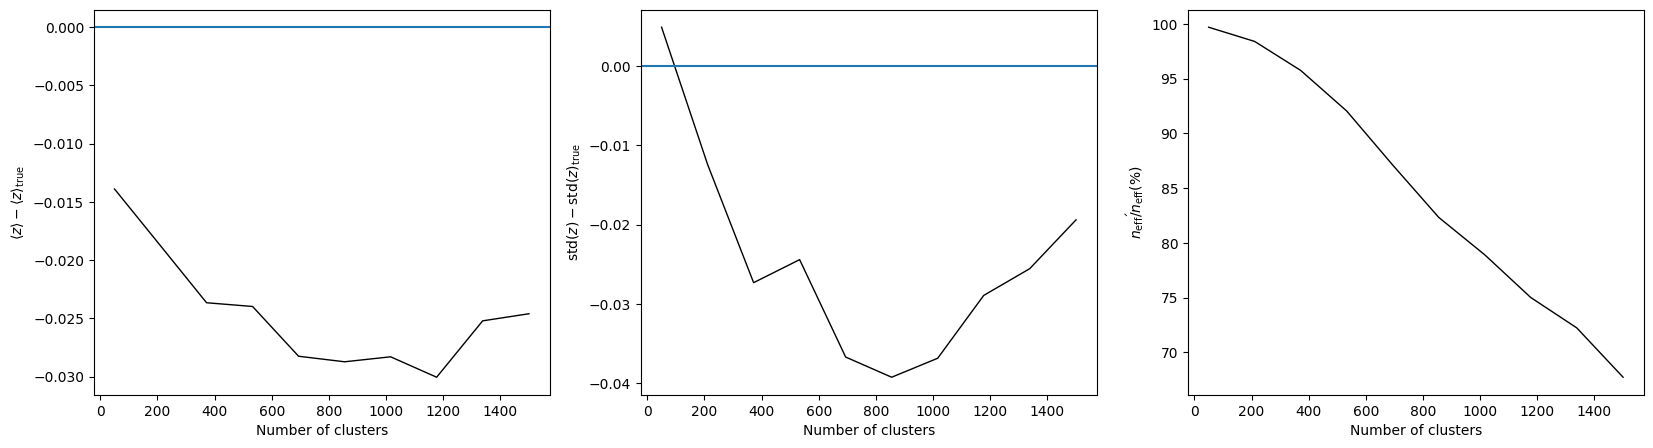 0.000
−0.005
−0.010
−0.015
−0.020
−0.025
−0.030
⟨z⟩ − ⟨z⟩true
0 200 400 600 800 1000 1200 1400
Number of clusters
0.00
−0.01
−0.02
−0.03
−0.04
std(z) − std(z)true
0 200 400 600 800 1000 1200 1400
Number of clusters
100
95
90
85
80
75
70
n′eff/neff(%)
0 200 400 600 800 1000 1200 1400
Number of clusters